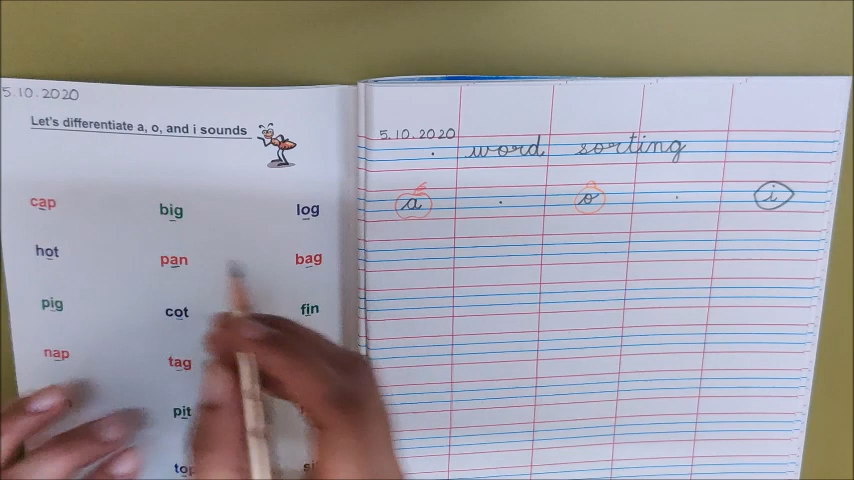 5.10.2020
Let's differentiate a, o, and i sounds
cap big log
hot pan bag
pig cot fin
nap tag
pit
5.10.2020
word sorting
a o i